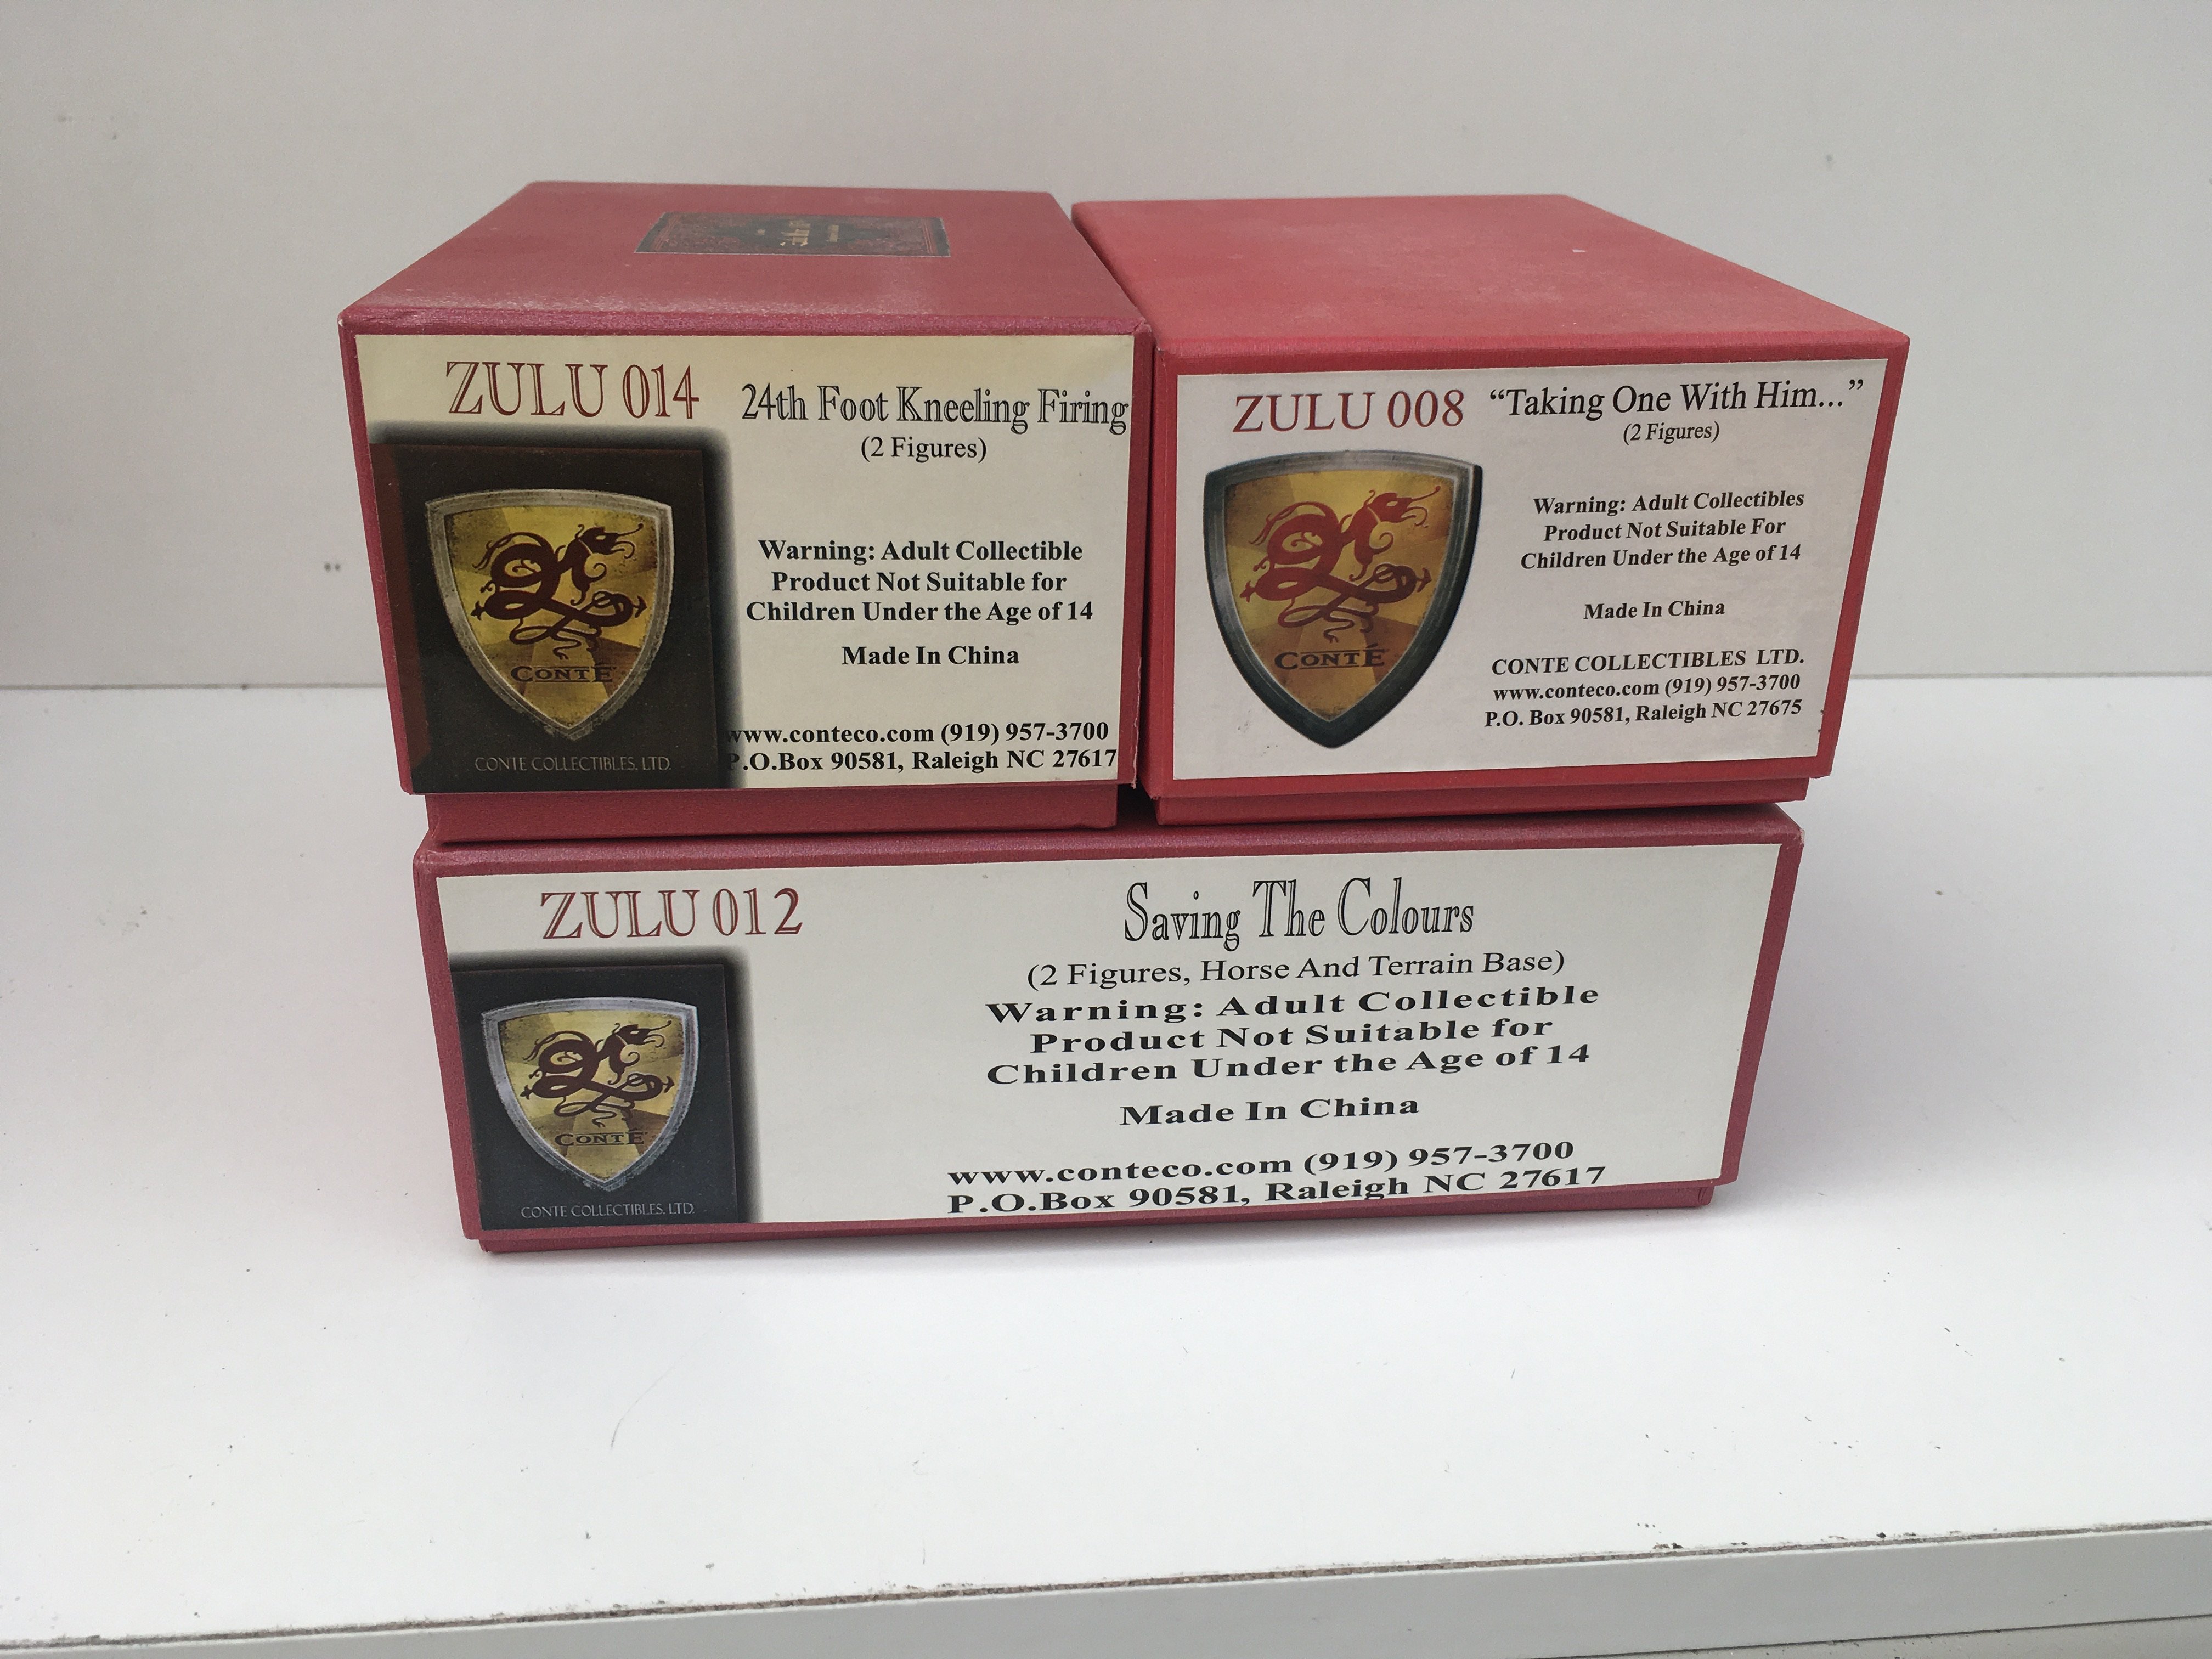 ZULU 014
24th Foot Kneeling Firing
(2 Figures)
Warning: Adult Collectible
Product Not Suitable for
Children Under the Age of 14
Made In China
www.conteco.com (919) 957-3700
P.O.Box 90581, Raleigh NC 27617
CONTÉ
CONTE COLLECTIBLES, LTD.
ZULU 008
“Taking One With Him...”
(2 Figures)
Warning: Adult Collectibles
Product Not Suitable For
Children Under the Age of 14
Made In China
CONTE COLLECTIBLES LTD.
www.conteco.com (919) 957-3700
P.O. Box 90581, Raleigh NC 27675
CONTÉ
ZULU 012
Saving The Colours
(2 Figures, Horse And Terrain Base)
Warning: Adult Collectible
Product Not Suitable for
Children Under the Age of 14
Made In China
www.conteco.com (919) 957-3700
P.O.Box 90581, Raleigh NC 27617
CONTÉ
CONTE COLLECTIBLES, LTD.